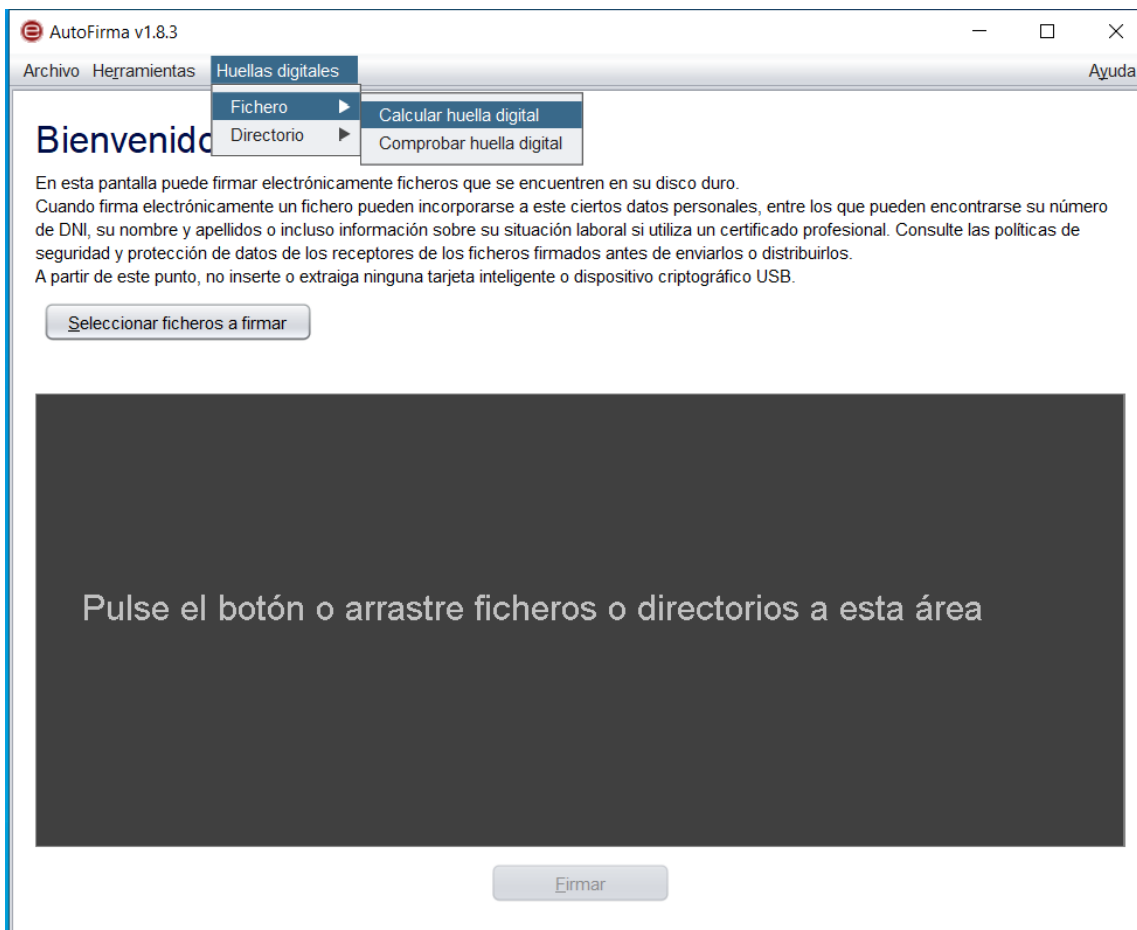 AutoFirma v1.8.3
Archivo Herramientas Huellas digitales Ayuda
Fichero
Directorio
Calcular huella digital
Comprobar huella digital
Bienvenido
En esta pantalla puede firmar electrónicamente ficheros que se encuentren en su disco duro.
Cuando firma electrónicamente un fichero pueden incorporarse a este ciertos datos personales, entre los que pueden encontrarse su número
de DNI, su nombre y apellidos o incluso información sobre su situación laboral si utiliza un certificado profesional. Consulte las políticas de
seguridad y protección de datos de los receptores de los ficheros firmados antes de enviarlos o distribuirlos.
A partir de este punto, no inserte o extraiga ninguna tarjeta inteligente o dispositivo criptográfico USB.
Seleccionar ficheros a firmar
Pulse el botón o arrastre ficheros o directorios a esta área
Firmar